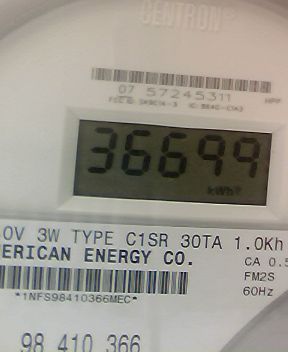 CENTRON®
07 57245311
36699
kWh
0V 3W TYPE C1SR 30TA 1.0Kh
ERICAN ENERGY CO.
CA 0.5
FM2S
*1NFS98410366MEC*
60Hz
98 410 366